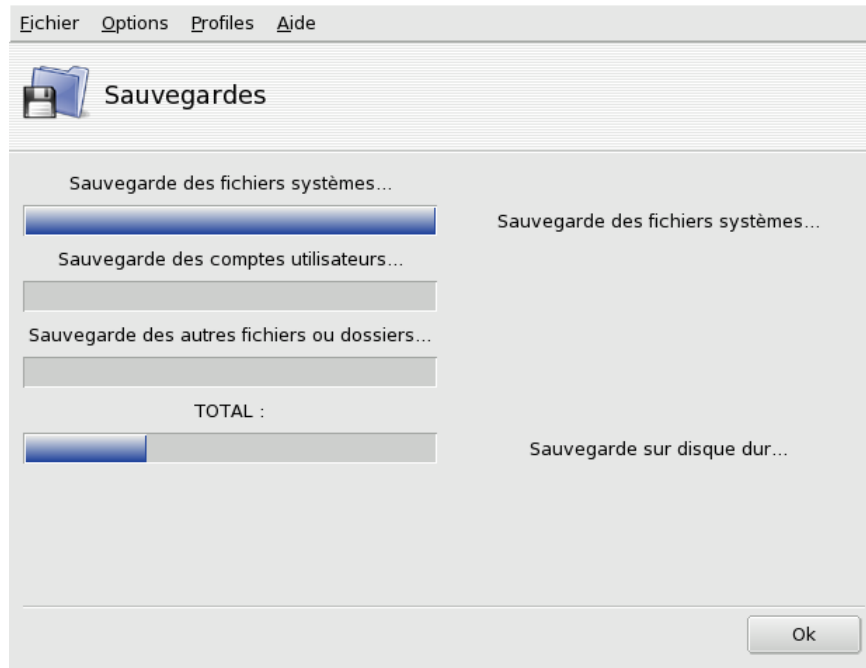 Fichier Options Profiles Aide
Sauvegardes
Sauvegarde des fichiers systèmes...
Sauvegarde des fichiers systèmes...
Sauvegarde des comptes utilisateurs...
Sauvegarde des autres fichiers ou dossiers...
TOTAL :
Sauvegarde sur disque dur...
Ok